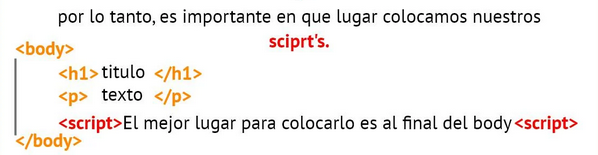 por lo tanto, es importante en que lugar colocamos nuestros
sciprt's.
<body>
<h1> titulo </h1>
<p> texto </p>
<script>El mejor lugar para colocarlo es al final del body<script>
</body>